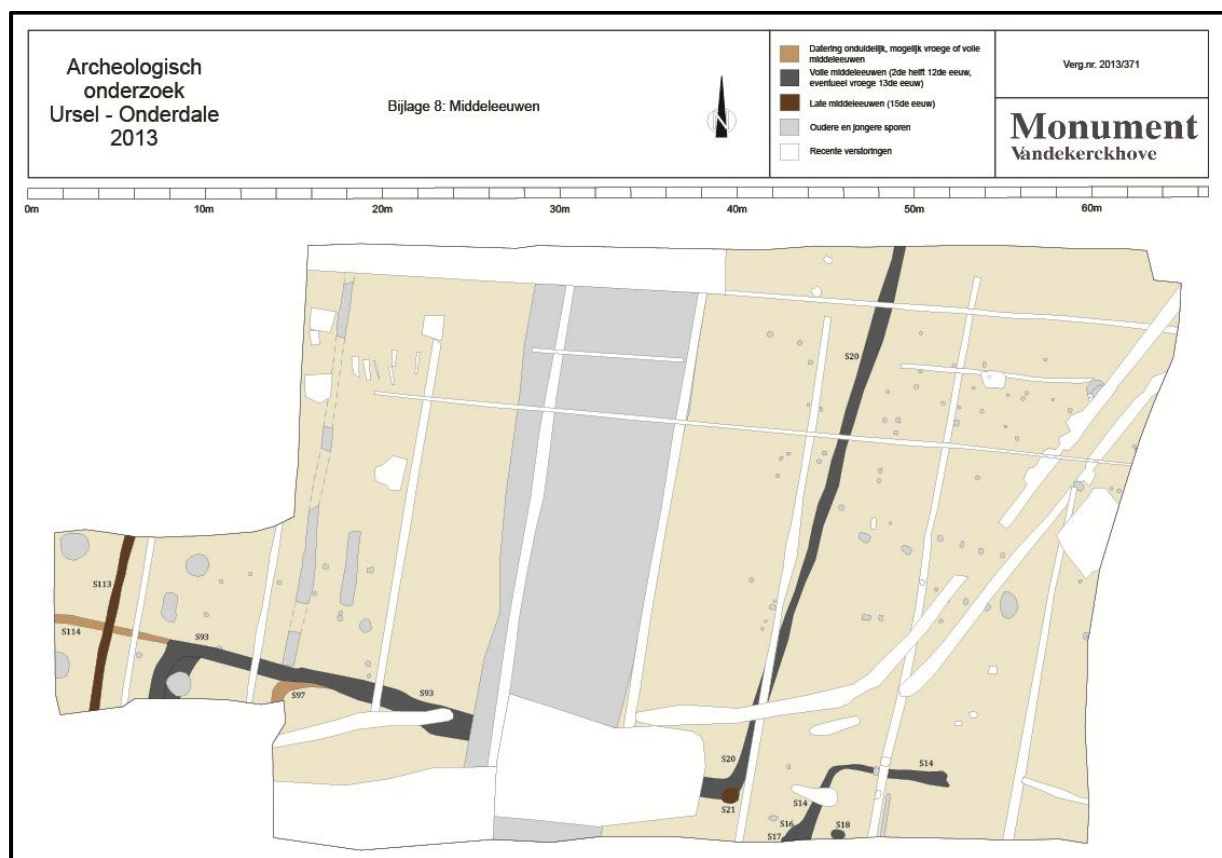 Archeologisch
onderzoek
Ursel - Onderdale
2013
Bijlage 8: Middeleeuwen
N
Datering onduidelijk, mogelijk vroege of volle
middeleeuwen
Volle middeleeuwen (2de helft 12de eeuw,
eventueel vroege 13de eeuw)
Late middeleeuwen (15de eeuw)
Oudere en jongere sporen
Recente verstoringen
Verg.nr. 2013/371
Monument
Vandekerckhove
0m 10m 20m 30m 40m 50m 60m
S20
S113
S114
S93
S97
S93
S20
S21
S14
S14
S16
S17
S18